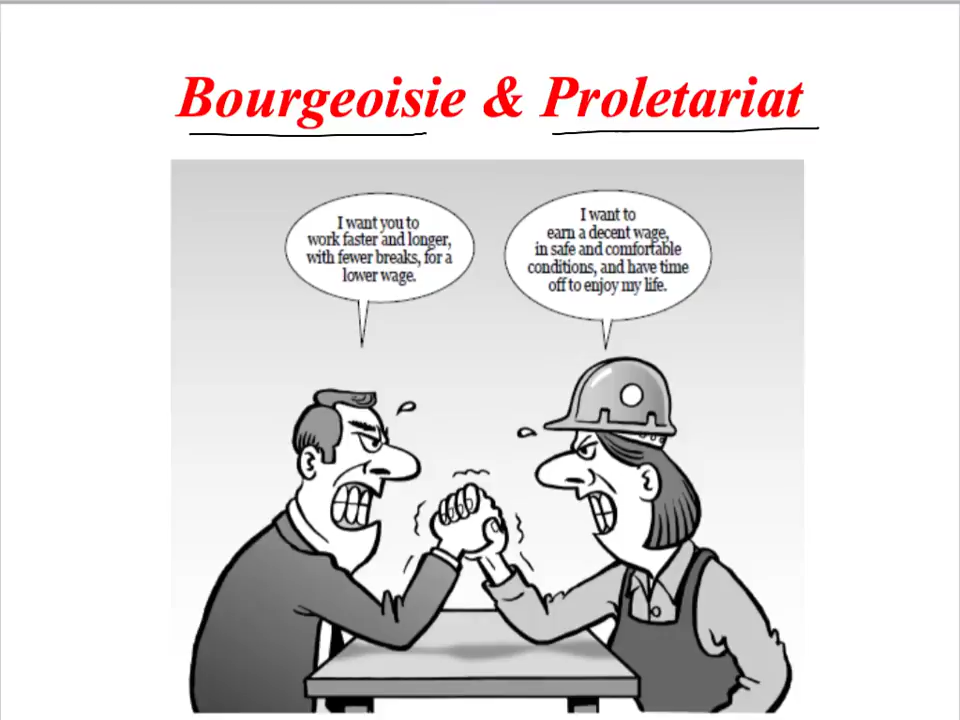 Bourgeoisie & Proletariat
I want you to
work faster and longer,
with fewer breaks, for a
lower wage.
I want to
earn a decent wage,
in safe and comfortable
conditions, and have time
off to enjoy my life.